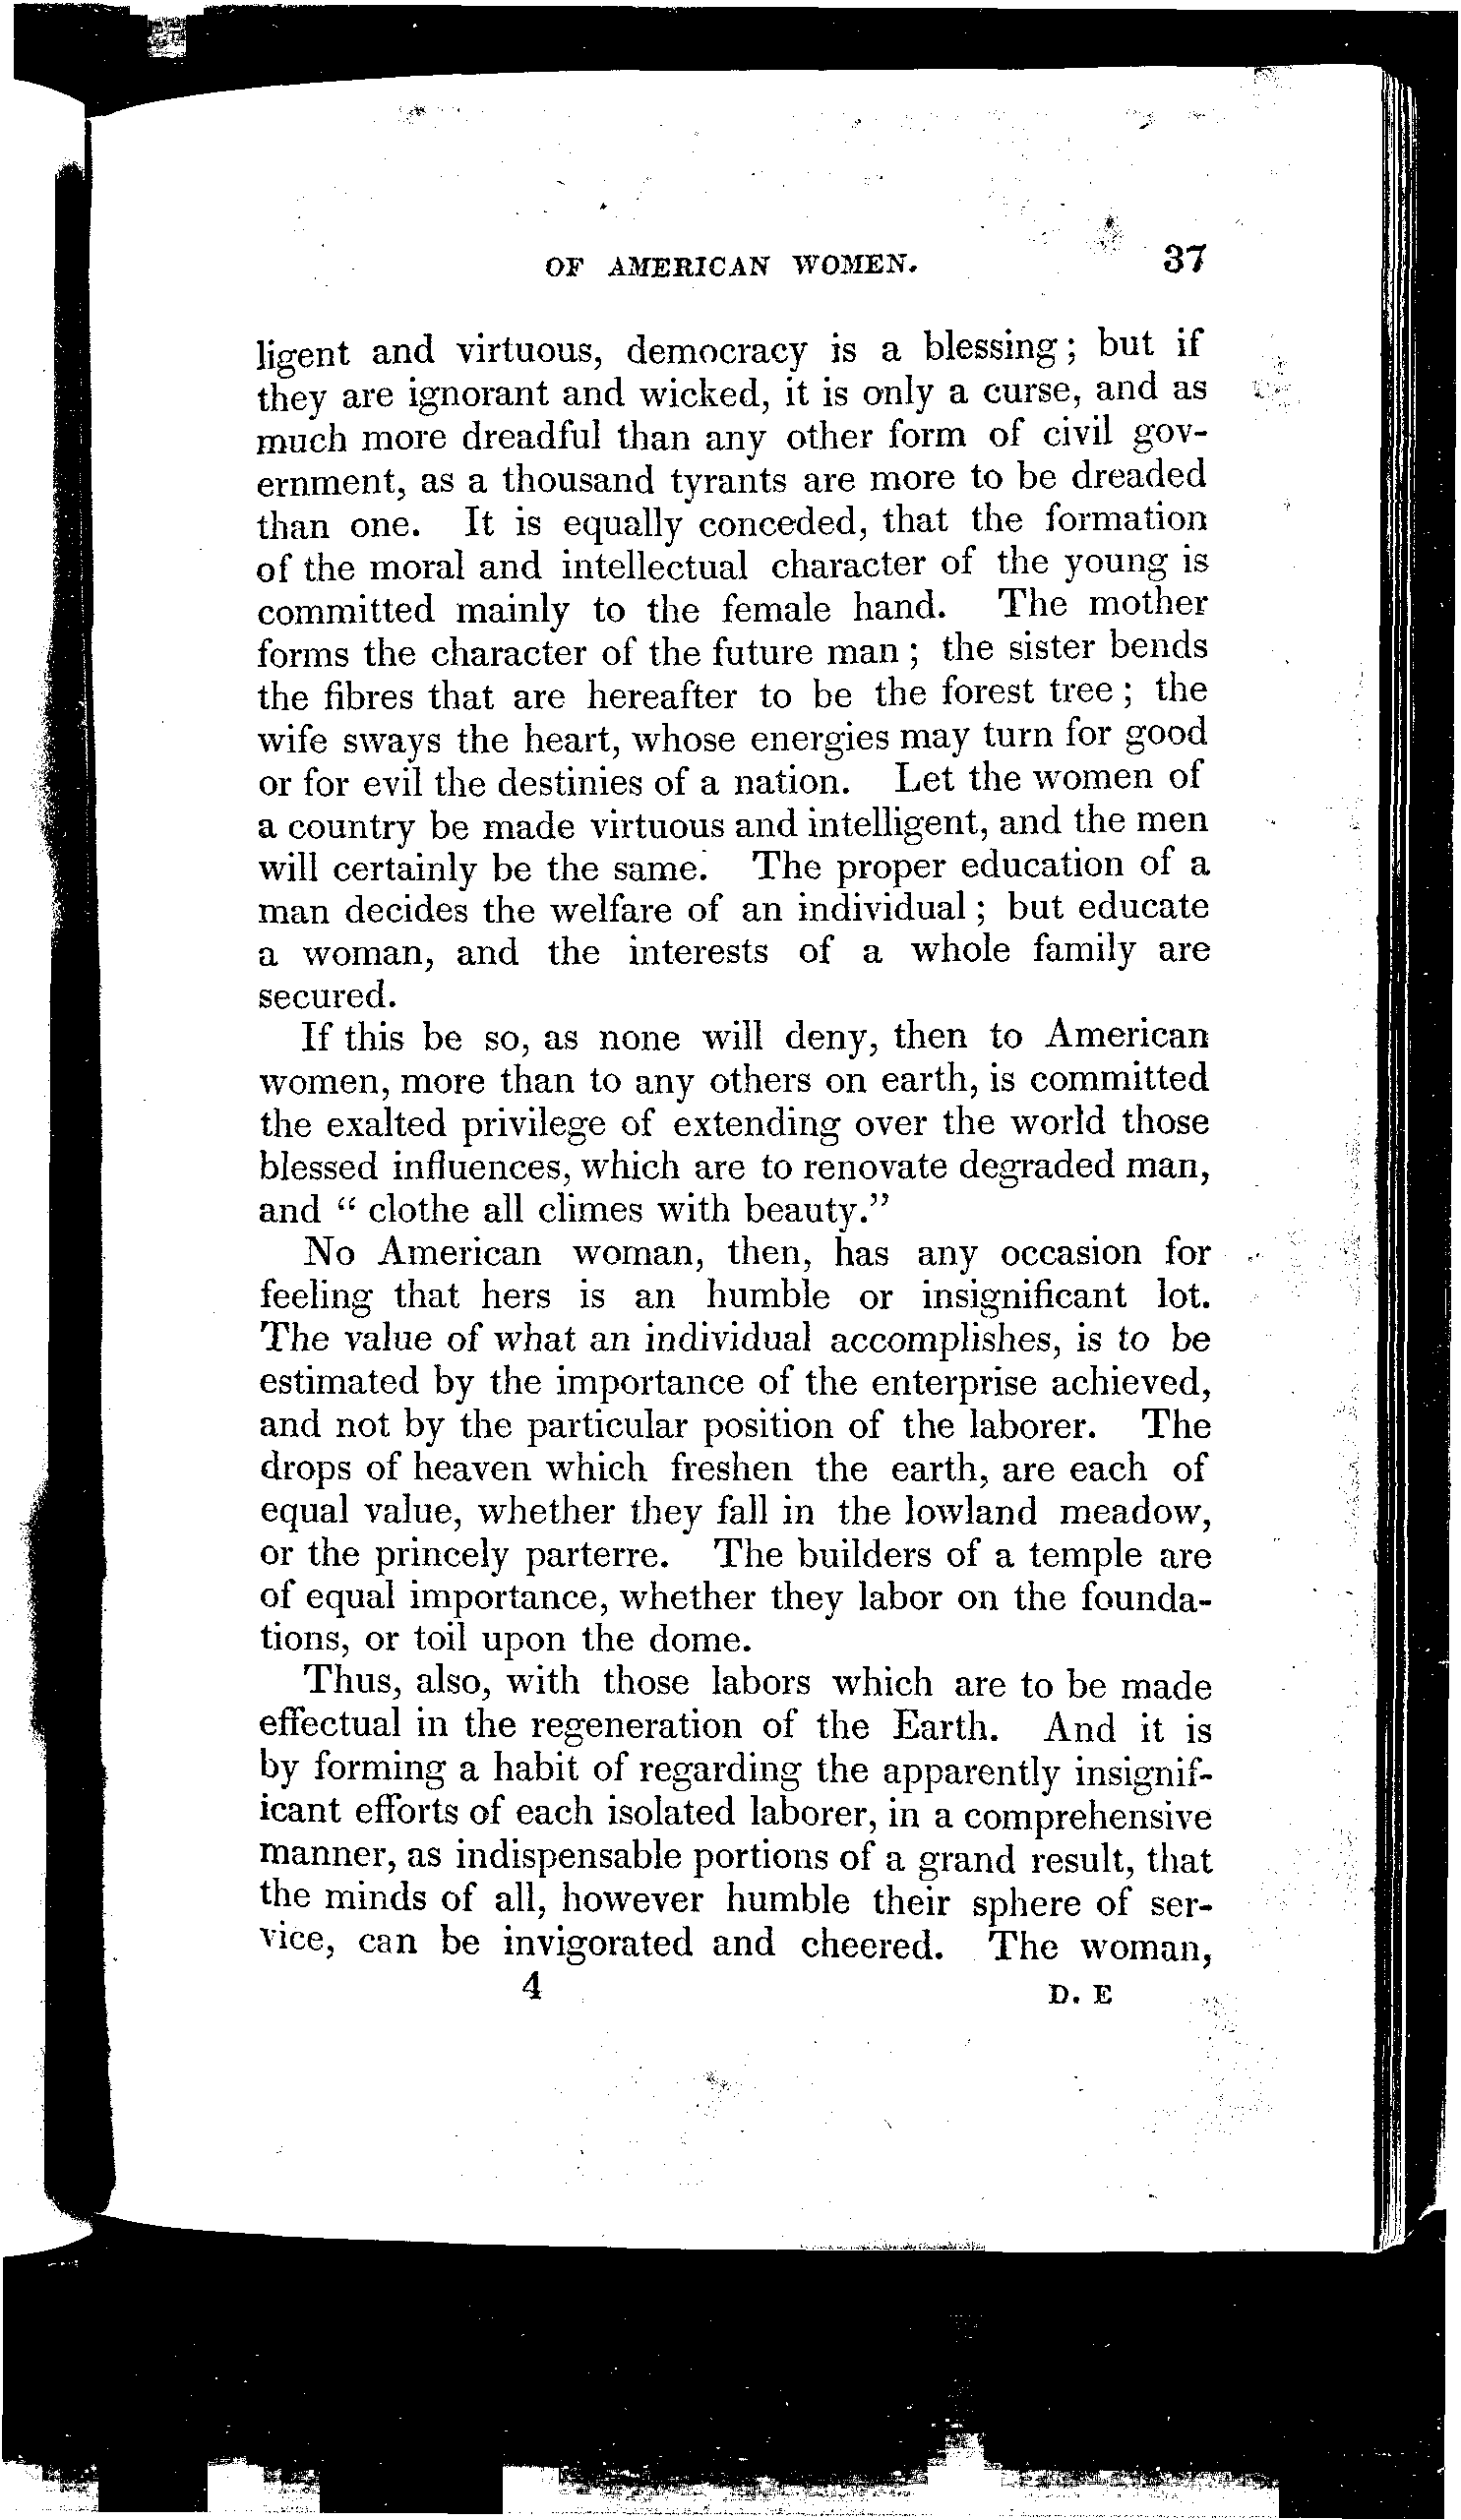 OF AMERICAN WOMEN. 37
ligent and virtuous, democracy is a blessing; but if
they are ignorant and wicked, it is only a curse, and as
much more dreadful than any other form of civil gov-
ernment, as a thousand tyrants are more to be dreaded
than one. It is equally conceded, that the formation
of the moral and intellectual character of the young is
committed mainly to the female hand. The mother
forms the character of the future man; the sister bends
the fibres that are hereafter to be the forest tree; the
wife sways the heart, whose energies may turn for good
or for evil the destinies of a nation. Let the women of
a country be made virtuous and intelligent, and the men
will certainly be the same. The proper education of a
man decides the welfare of an individual; but educate
a woman, and the interests of a whole family are
secured.
If this be so, as none will deny, then to American
women, more than to any others on earth, is committed
the exalted privilege of extending over the world those
blessed influences, which are to renovate degraded man,
and “ clothe all climes with beauty.”
No American woman, then, has any occasion for
feeling that hers is an humble or insignificant lot.
The value of what an individual accomplishes, is to be
estimated by the importance of the enterprise achieved,
and not by the particular position of the laborer. The
drops of heaven which freshen the earth, are each of
equal value, whether they fall in the lowland meadow,
or the princely parterre. The builders of a temple are
of equal importance, whether they labor on the founda-
tions, or toil upon the dome.
Thus, also, with those labors which are to be made
effectual in the regeneration of the Earth. And it is
by forming a habit of regarding the apparently insignif-
icant efforts of each isolated laborer, in a comprehensive
manner, as indispensable portions of a grand result, that
the minds of all, however humble their sphere of ser-
vice, can be invigorated and cheered. The woman,
4 D. E